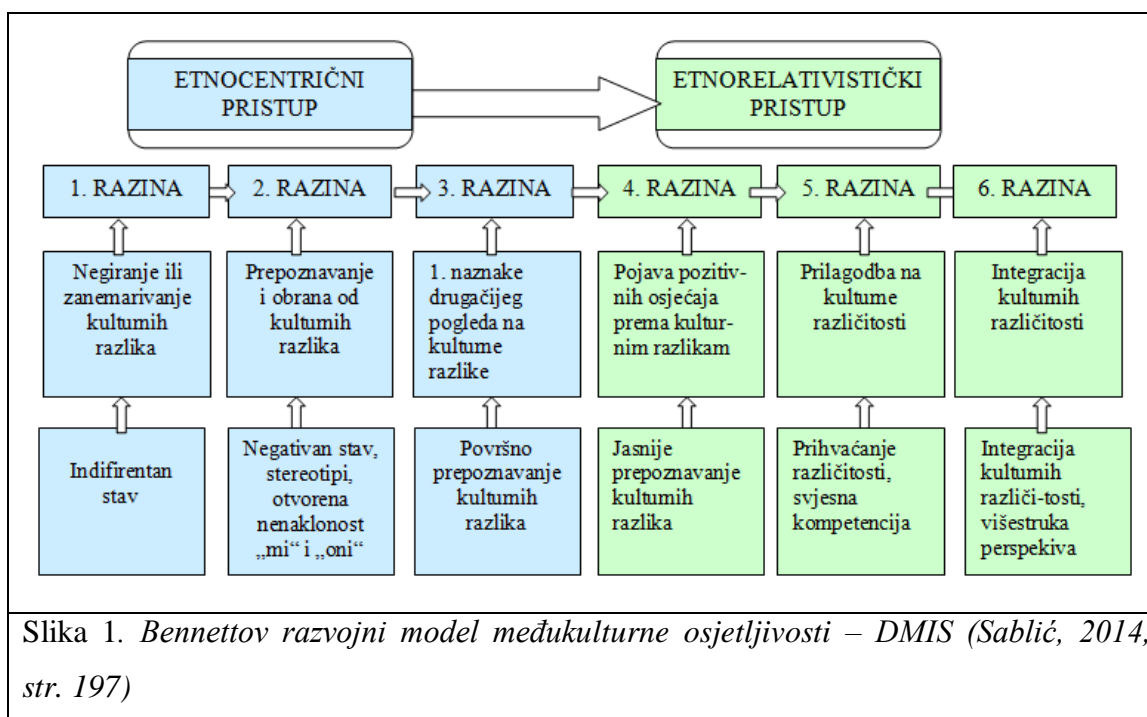 ETNOCENTRIČNI
PRISTUP
ETNORELATIVISTIČKI
PRISTUP
1. RAZINA
2. RAZINA
3. RAZINA
4. RAZINA
5. RAZINA
6. RAZINA
Negiranje ili
zanemarivanje
kultumih
razlika
Prepoznavanje
i obrana od
kultumih
razlika
1. naznake
drugačijeg
pogleda na
kultume
razlike
Pojava pozitiv-
nih osjećaja
prema kultur-
nim razlikam
Prilagodba na
kultume
različitosti
Integracija
kultumih
različitosti
Indifirentan
stav
Negativan stav,
stereotipi,
otvorena
nenaklonost
„mi“ i „oni“
Površno
prepoznavanje
kultumih
razlika
Jasnije
prepoznavanje
kultumih
razlika
Prihvaćanje
različitosti,
svjesna
kompetencija
Integracija
kultumih
različi-tosti,
višestruka
perspekiva
Slika 1. Bennettov razvojni model međukulturne osjetljivosti – DMIS (Sablić, 2014,
str. 197)